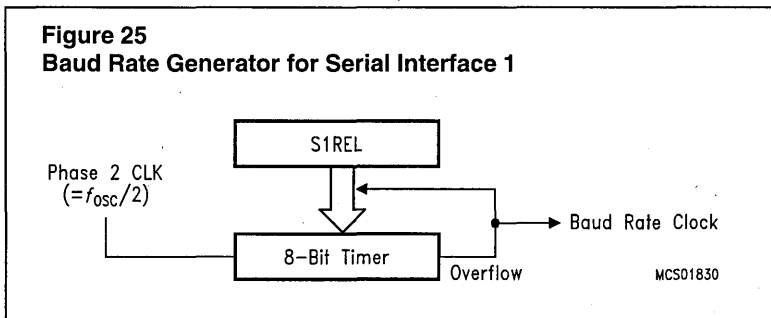 Figure 25
Baud Rate Generator for Serial Interface 1
S1REL
Phase 2 CLK
(=fOSC/2)
Baud Rate Clock
8-Bit Timer
Overflow
MCS01830